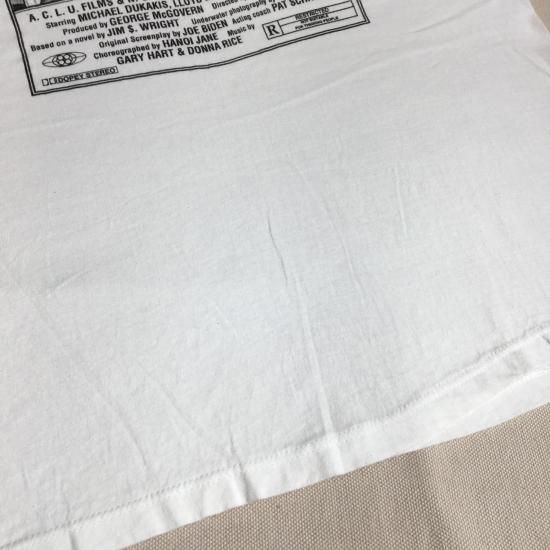 A. C. L. U. FILMS &
Starring MICHAEL DUKAKIS, LLOYD
Produced by GEORGE McGOVERN Directed
Based on a novel by JIM S. WRIGHT Underwater photography
Original Screenplay by JOE BIDEN Acting coach PAT
Choreographed by HANOI JANE Music by
GARY HART & DONNA RICE
R RESTRICTED
DOPEY STEREO